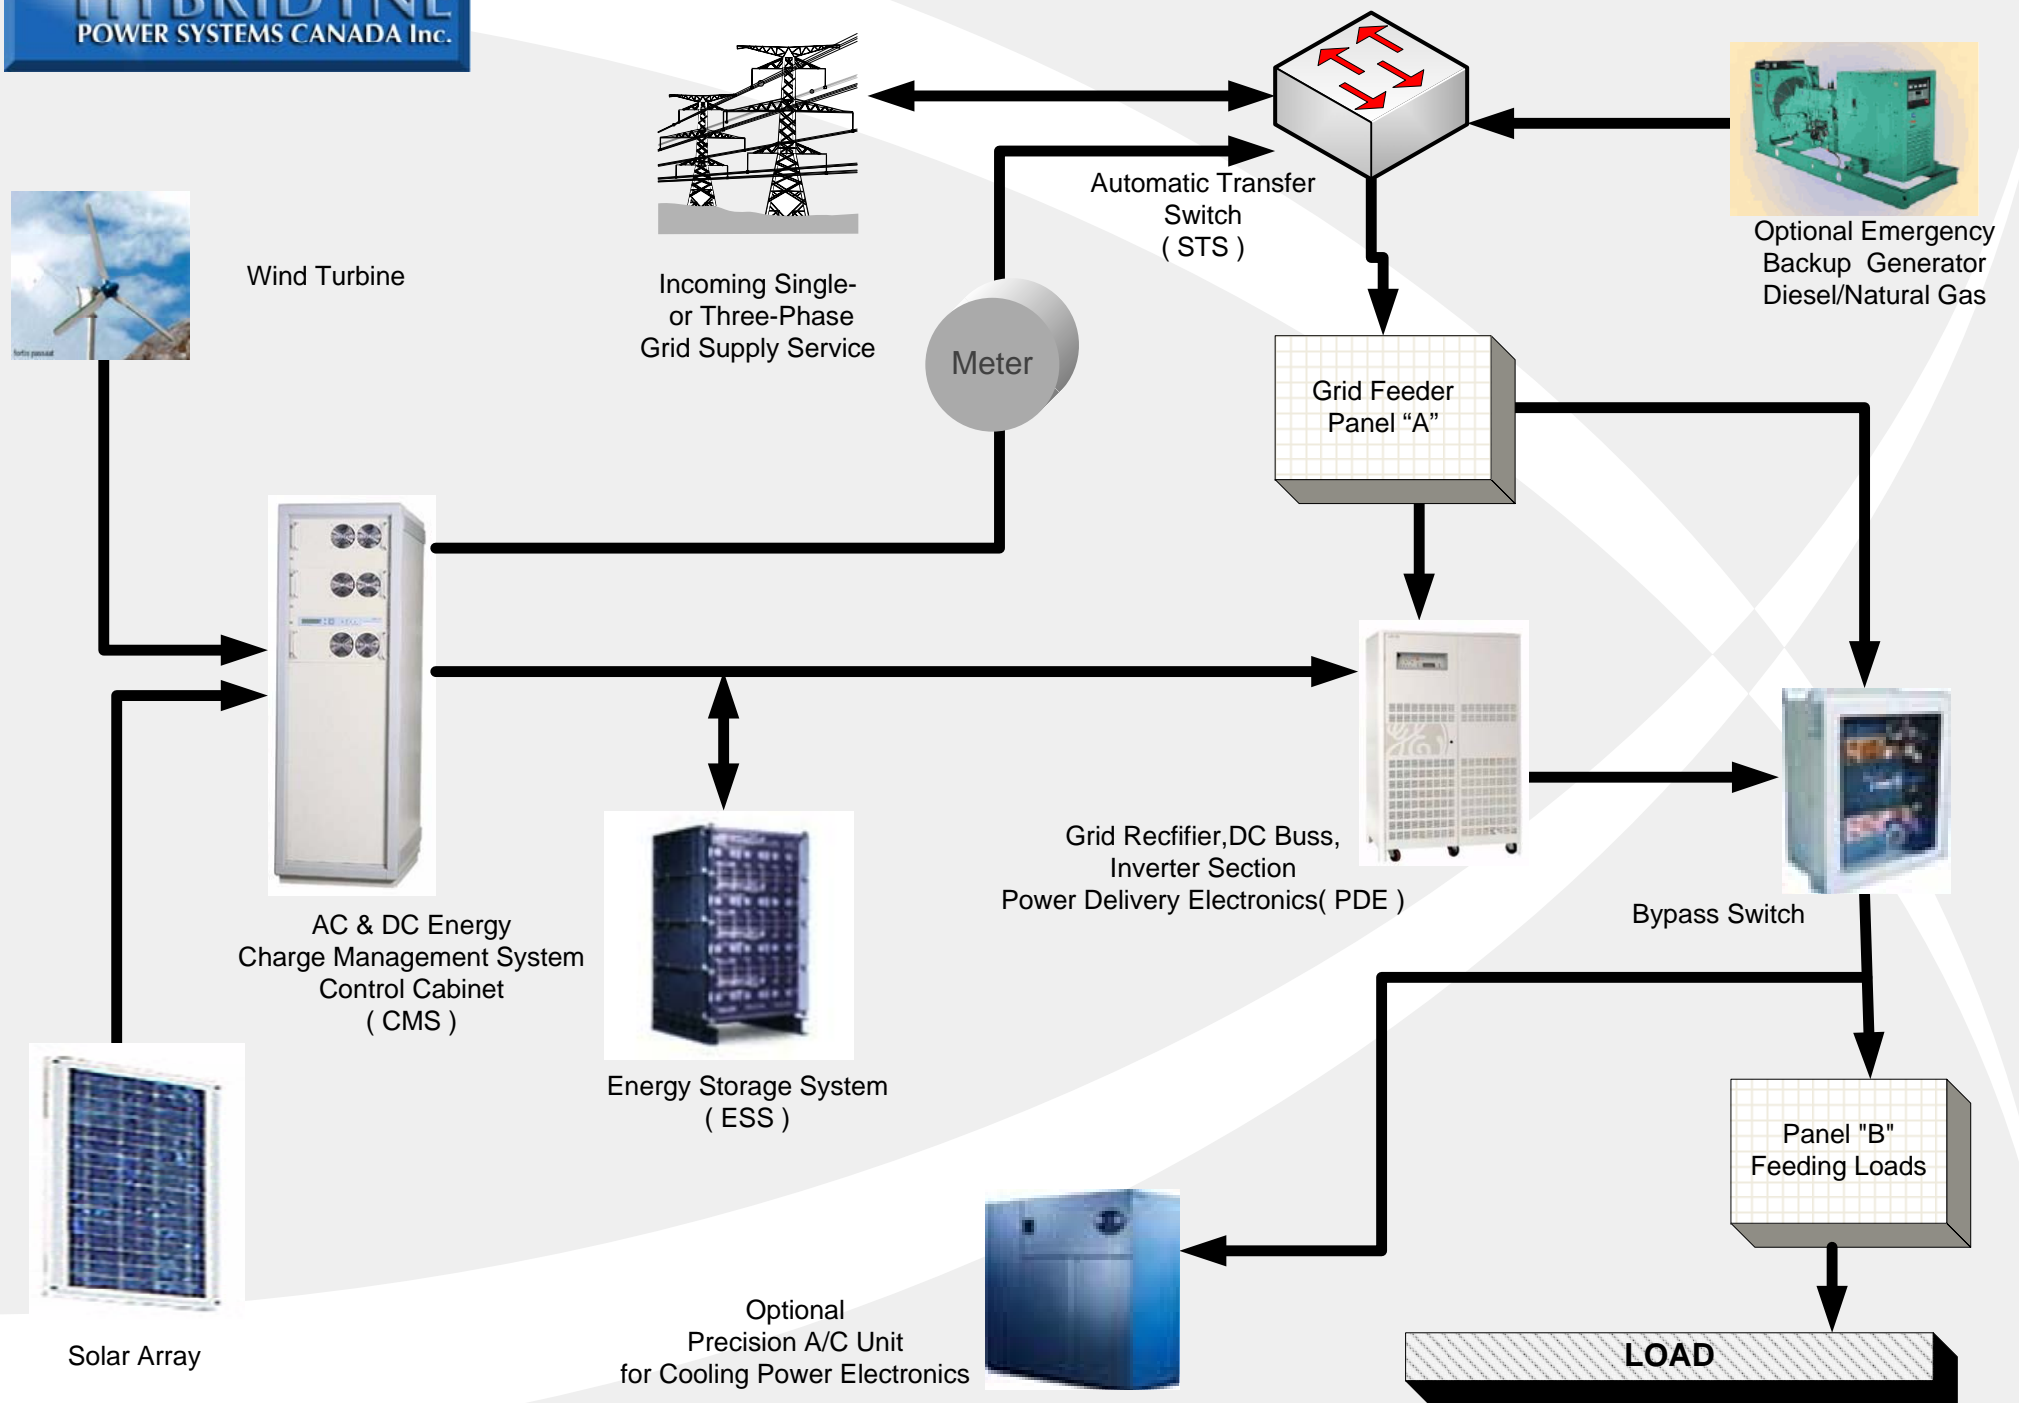 HYBRIDYNE
POWER SYSTEMS CANADA Inc.
Automatic Transfer
Switch
( STS )
Optional Emergency
Backup Generator
Diesel/Natural Gas
Wind Turbine
fortis passaat
Incoming Single-
or Three-Phase
Grid Supply Service
Meter
Grid Feeder
Panel “A”
Grid Recfifier,DC Buss,
Inverter Section
Power Delivery Electronics( PDE )
Bypass Switch
AC & DC Energy
Charge Management System
Control Cabinet
( CMS )
Energy Storage System
( ESS )
Panel "B"
Feeding Loads
Optional
Precision A/C Unit
for Cooling Power Electronics
Solar Array
LOAD